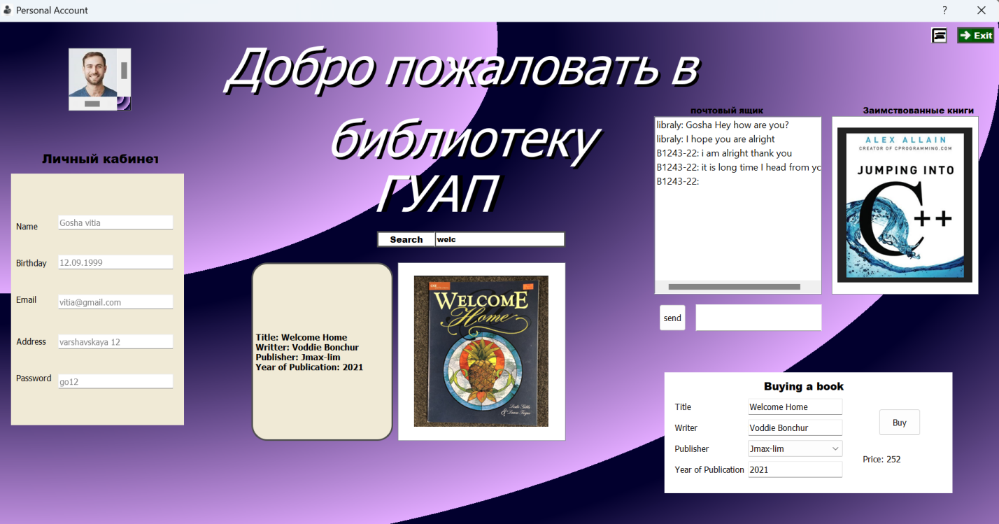 Personal Account
?
Exit
Добро пожаловать в
библиотеку
ГУАП
Личный кабинет
Name
Gosha vitia
Birthday
12.09.1999
Email
vitia@gmail.com
Address
varshavskaya 12
Password
go12
Search
welc
Title: Welcome Home
Writter: Voddie Bonchur
Publisher: Jmax-lim
Year of Publication: 2021
WELCOME
Home
почтовый ящик
libraly: Gosha Hey how are you?
libraly: I hope you are alright
B1243-22: i am alright thank you
B1243-22: it is long time I head from yo
B1243-22:
send
Заимствованные книги
ALEX ALLAIN
CREATOR OF CPROGRAMMING.COM
JUMPING INTO
C++
Buying a book
Title
Welcome Home
Writer
Voddie Bonchur
Publisher
Jmax-lim
Year of Publication
2021
Buy
Price: 252